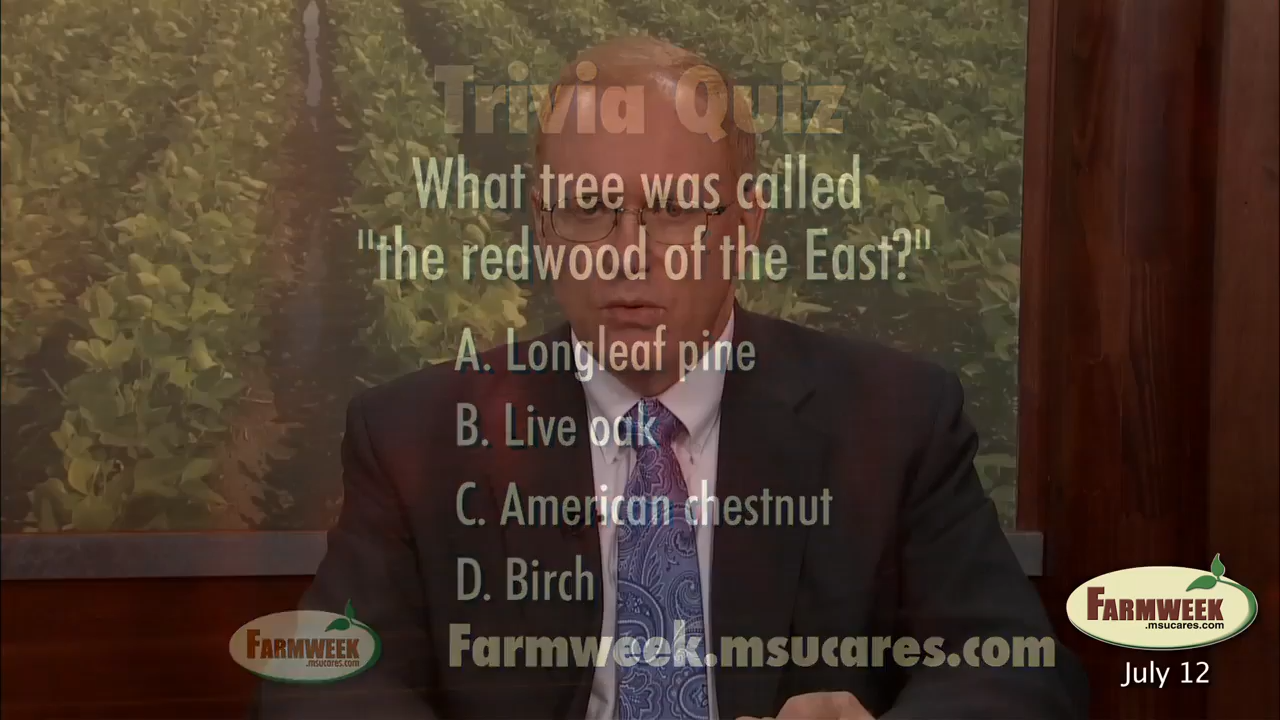 Trivia Quiz
What tree was called
"the redwood of the East?"
A. Longleaf pine
B. Live oak
C. American chestnut
D. Birch
FARMWEEK
.msucares.com
Farmweek.msucares.com
FARMWEEK
.msucares.com
July 12